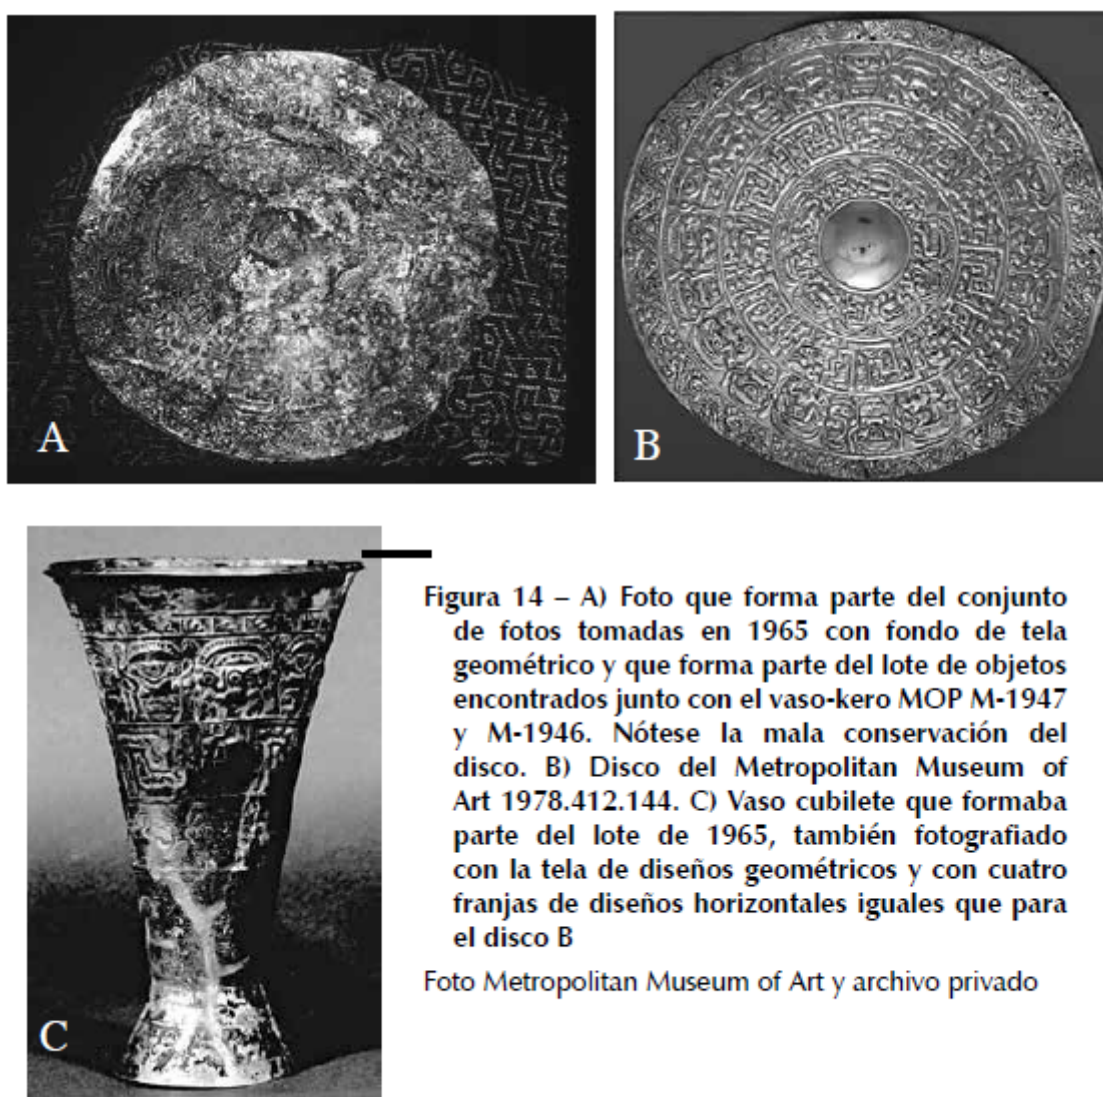 A
B
C
Figura 14 – A) Foto que forma parte del conjunto
de fotos tomadas en 1965 con fondo de tela
geométrico y que forma parte del lote de objetos
encontrados junto con el vaso-kero MOP M-1947
y M-1946. Nótese la mala conservación del
disco. B) Disco del Metropolitan Museum of
Art 1978.412.144. C) Vaso cubilete que formaba
parte del lote de 1965, también fotografiado
con la tela de diseños geométricos y con cuatro
franjas de diseños horizontales iguales que para
el disco B
Foto Metropolitan Museum of Art y archivo privado